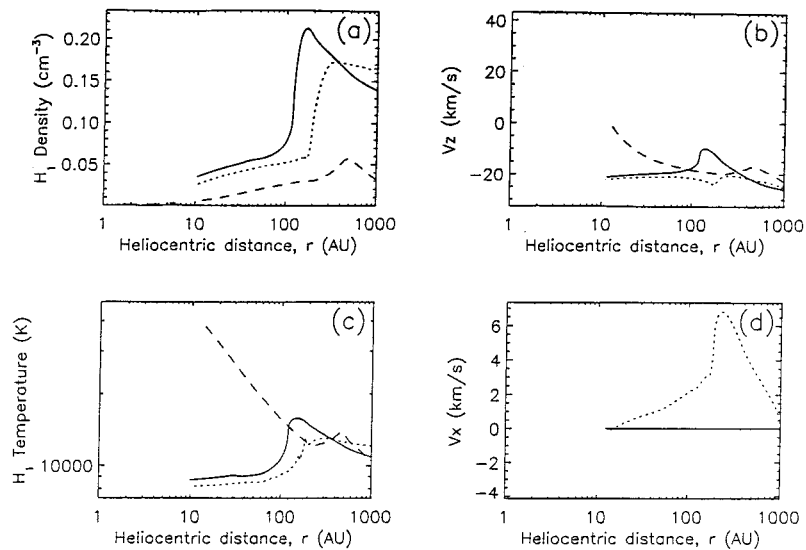 (a)
H₁ Density (cm⁻³)
0.20
0.15
0.10
0.05
1 10 100 1000
Heliocentric distance, r (AU)
(b)
Vz (km/s)
40
20
0
-20
1 10 100 1000
Heliocentric distance, r (AU)
(c)
H₁ Temperature (K)
10000
1 10 100 1000
Heliocentric distance, r (AU)
(d)
Vx (km/s)
6
4
2
0
-2
-4
1 10 100 1000
Heliocentric distance, r (AU)